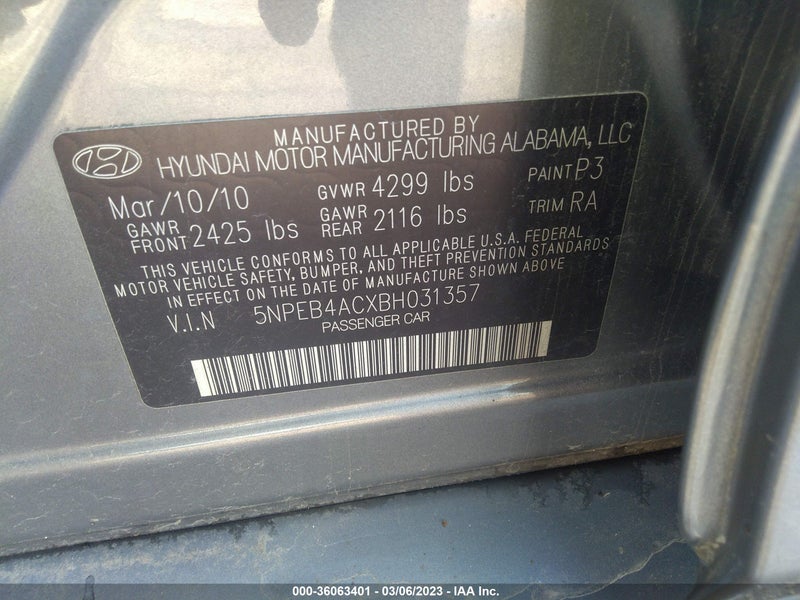 MANUFACTURED BY
HYUNDAI MOTOR MANUFACTURING ALABAMA, LLC
Mar/10/10 GVWR 4299 lbs PAINT P3
GAWR FRONT 2425 lbs GAWR REAR 2116 lbs TRIM RA
THIS VEHICLE CONFORMS TO ALL APPLICABLE U.S.A. FEDERAL
MOTOR VEHICLE SAFETY, BUMPER, AND THEFT PREVENTION STANDARDS
IN EFFECT ON THE DATE OF MANUFACTURE SHOWN ABOVE
V.I.N 5NPEB4ACXBH031357
PASSENGER CAR
000-36063401 - 03/06/2023 - IAA Inc.